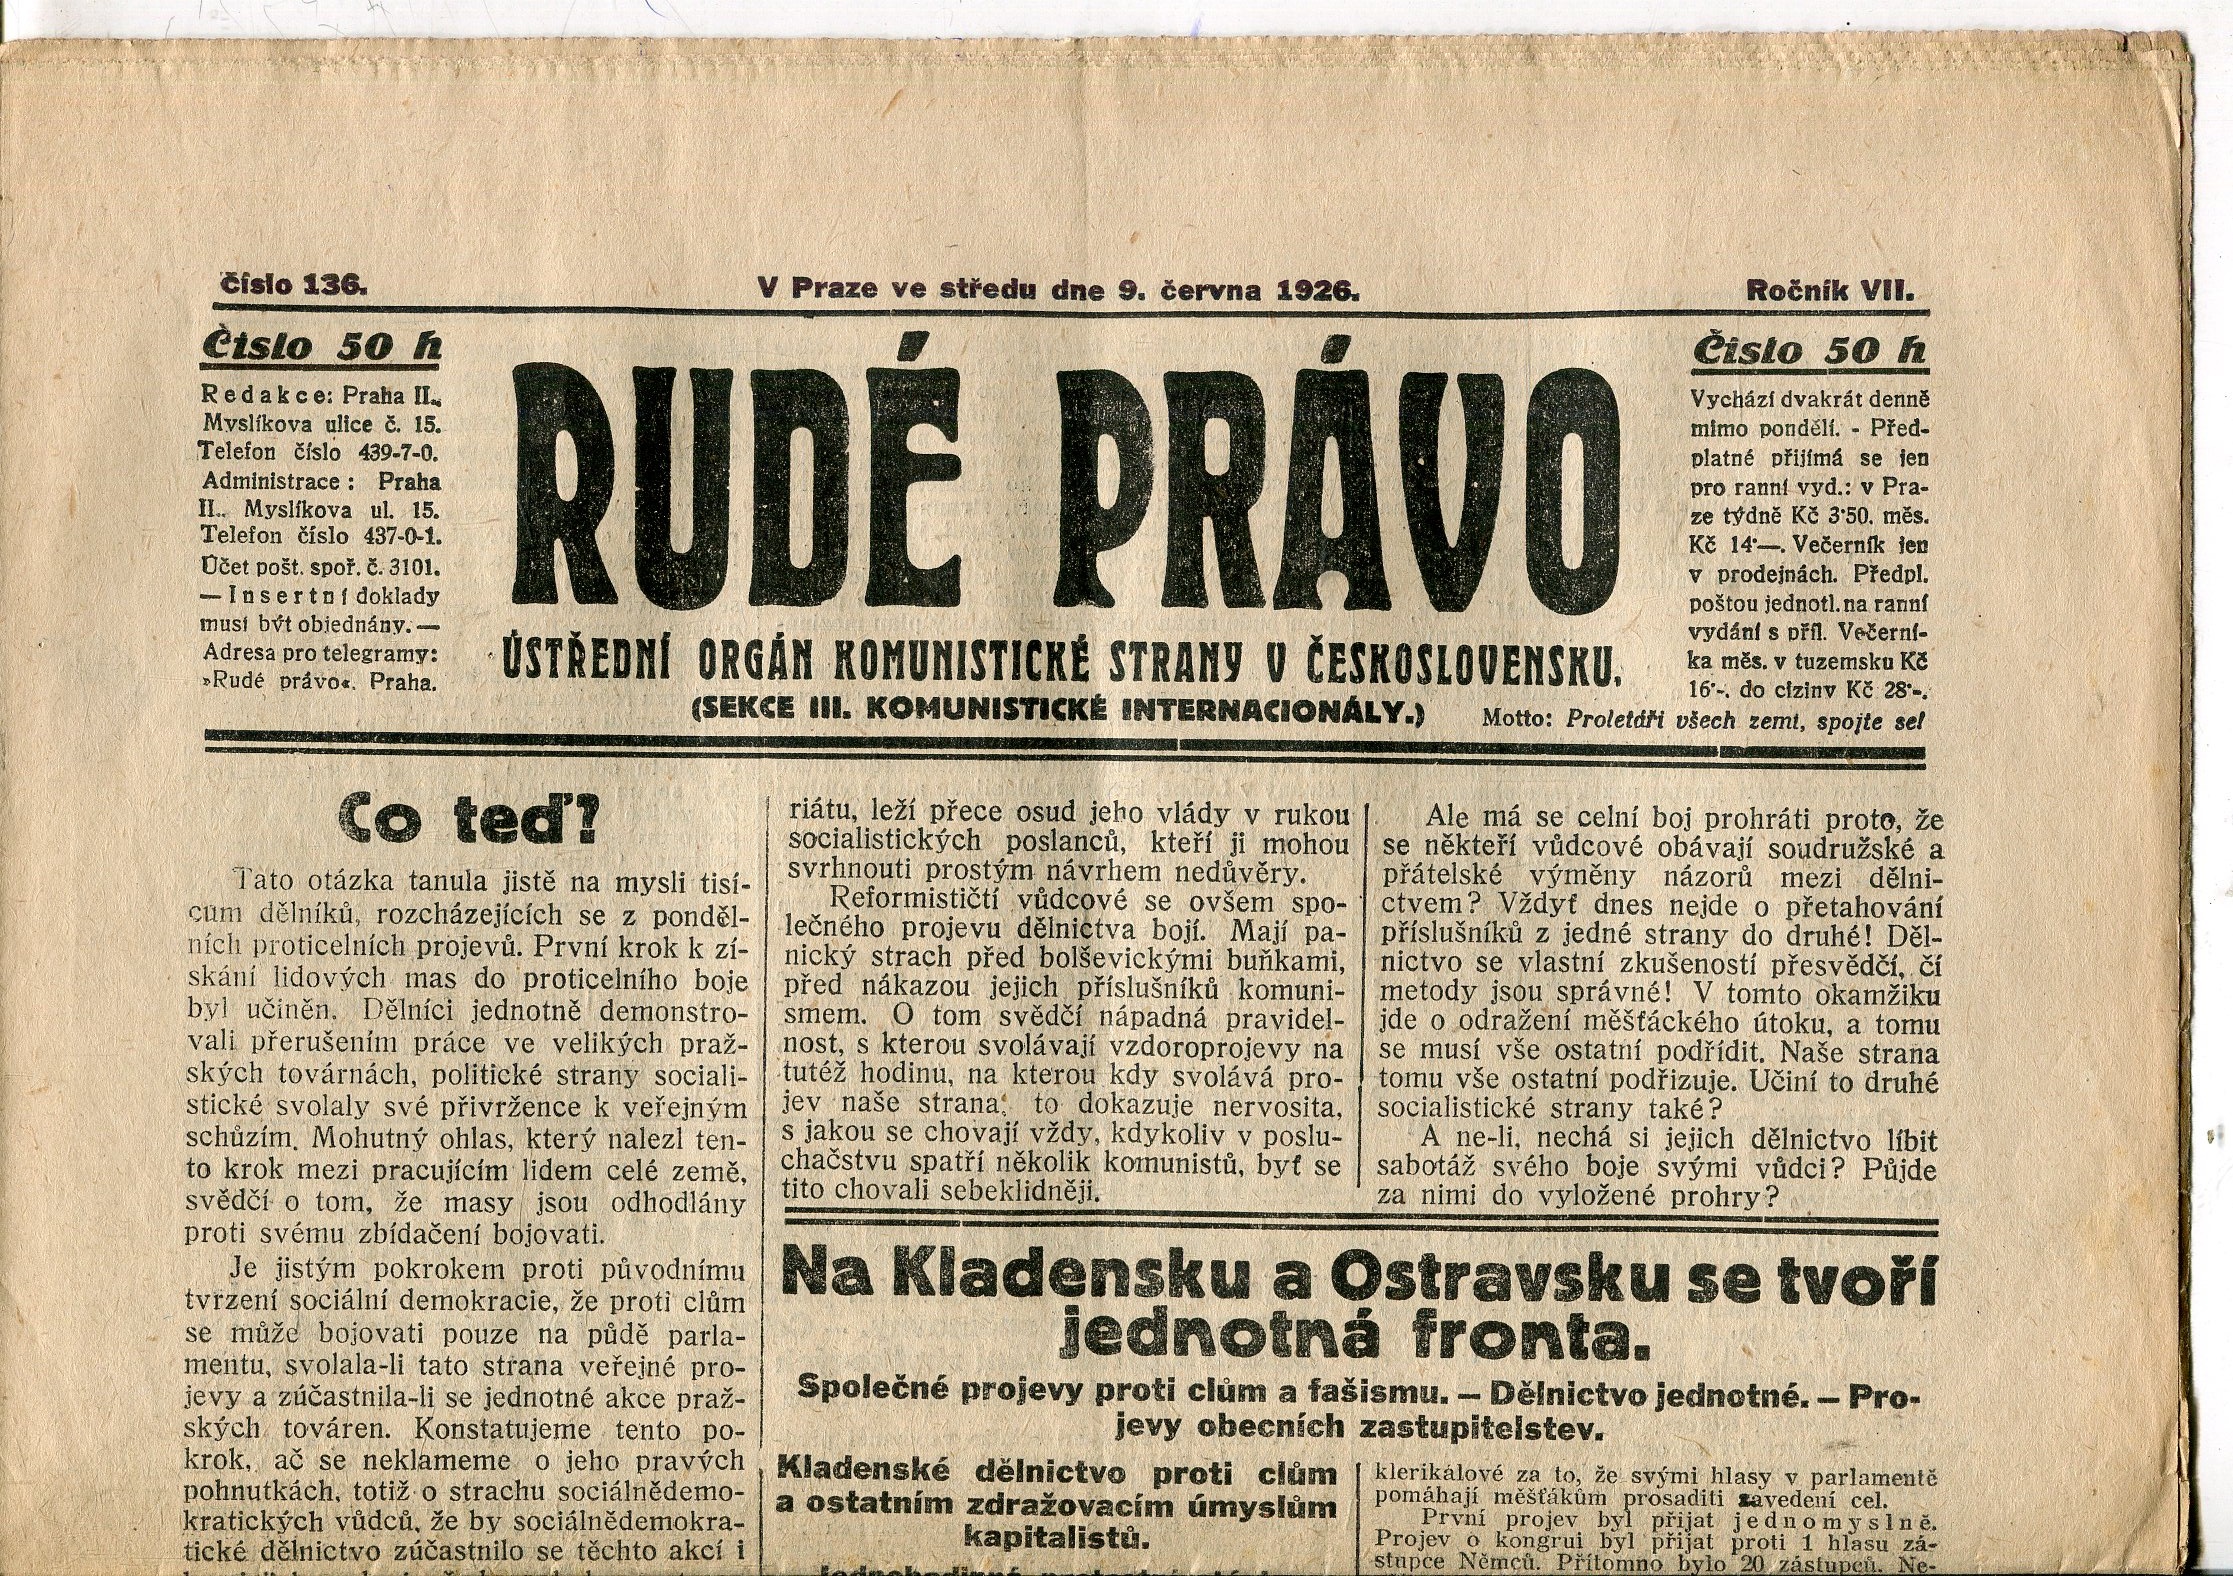 Číslo 136.
V Praze ve středu dne 9. června 1926.
Ročník VII.
Číslo 50 h
Redakce: Praha II.,
Myslíkova ulice č. 15.
Telefon číslo 439-7-0.
Administrace: Praha
II., Myslíkova ul. 15.
Telefon číslo 437-0-1.
Účet pošt. spoř. č. 3101.
— Insertní doklady
musí být objednány. —
Adresa pro telegramy:
»Rudé právo«. Praha.
RUDÉ PRÁVO
ÚSTŘEDNÍ ORGÁN KOMUNISTICKÉ STRANY V ČESKOSLOVENSKU.
(SEKCE III. KOMUNISTICKÉ INTERNACIONÁLY.)
Číslo 50 h
Vychází dvakrát denně
mimo pondělí. - Před-
platné přijímá se jen
pro ranní vyd.: v Pra-
ze týdně Kč 3·50. měs.
Kč 14·—. Večerník jen
v prodejnách. Předpl.
poštou jednotl. na ranní
vydání s příl. Večerní-
ka měs. v tuzemsku Kč
16·-. do ciziny Kč 28·-.
Motto: Proletáři všech zemí, spojte se!
Co teď?
Tato otázka tanula jistě na mysli tisí-
cům dělníků, rozcházejících se z ponděl-
ních proticelních projevů. První krok k zí-
skání lidových mas do proticelního boje
byl učiněn. Dělníci jednotně demonstro-
vali přerušením práce ve velikých praž-
ských továrnách, politické strany sociali-
stické svolaly své přivržence k veřejným
schůzím. Mohutný ohlas, který nalezl ten-
to krok mezi pracujícím lidem celé země,
svědčí o tom, že masy jsou odhodlány
proti svému zbídačení bojovati.
Je jistým pokrokem proti původnímu
tvrzení sociální demokracie, že proti clům
se může bojovati pouze na půdě parla-
mentu, svolala-li tato strana veřejné pro-
jevy a zúčastnila-li se jednotné akce praž-
ských továren. Konstatujeme tento po-
krok, ač se neklameme o jeho pravých
pohnutkách, totiž o strachu sociálnědemo-
kratických vůdců, že by sociálnědemokra-
tické dělnictvo zúčastnilo se těchto akcí i
riátu, leží přece osud jeho vlády v rukou
socialistických poslanců, kteří ji mohou
svrhnouti prostým návrhem nedůvěry.
Reformističtí vůdcové se ovšem spo-
lečného projevu dělnictva bojí. Mají pa-
nický strach před bolševickými buňkami,
před nákazou jejich příslušníků komuni-
smem. O tom svědčí nápadná pravidel-
nost, s kterou svolávají vzdoroprojevy na
tutéž hodinu, na kterou kdy svolává pro-
jev naše strana; to dokazuje nervosita,
s jakou se chovají vždy, kdykoliv v poslu-
chačstvu spatří několik komunistů, byť se
tito chovali sebeklidněji.
Ale má se celní boj prohráti proto, že
se někteří vůdcové obávají soudružské a
přátelské výměny názorů mezi dělni-
ctvem? Vždyť dnes nejde o přetahování
příslušníků z jedné strany do druhé! Děl-
nictvo se vlastní zkušeností přesvědčí, čí
metody jsou správné! V tomto okamžiku
jde o odražení měšťáckého útoku, a tomu
se musí vše ostatní podřídit. Naše strana
tomu vše ostatní podřizuje. Učiní to druhé
socialistické strany také?
A ne-li, nechá si jejich dělnictvo líbit
sabotáž svého boje svými vůdci? Půjde
za nimi do vyložené prohry?
Na Kladensku a Ostravsku se tvoří
jednotná fronta.
Společné projevy proti clům a fašismu. — Dělnictvo jednotné. — Pro-
jevy obecních zastupitelstev.
Kladenské dělnictvo proti clům
a ostatním zdražovacím úmyslům
kapitalistů.
klerikálové za to, že svými hlasy v parlamentě
pomáhají měšťákům prosaditi zavedení cel.
První projev byl přijat jednomyslně.
Projev o kongrui byl přijat proti 1 hlasu zá-
stupce Němců. Přítomno bylo 20 zástupců. Ne-